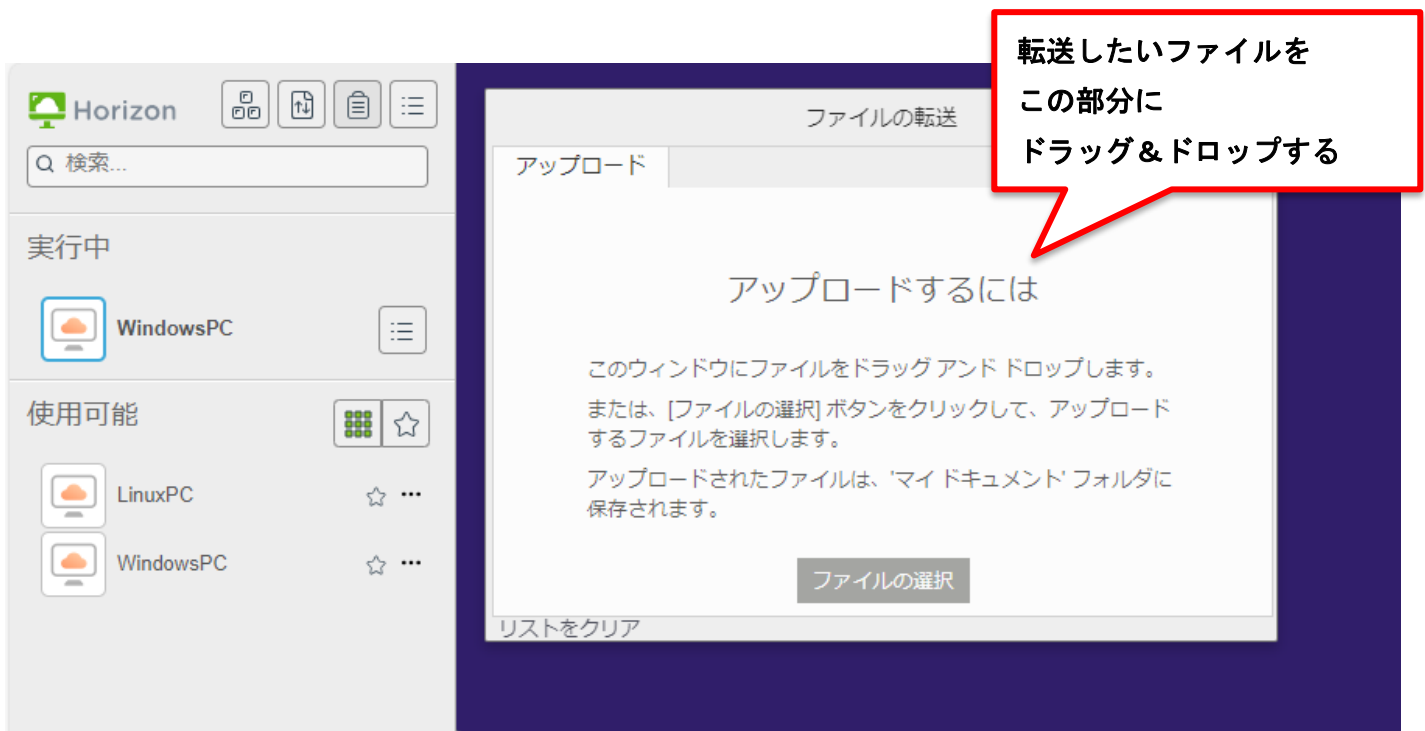 転送したいファイルを
この部分に
ドラッグ＆ドロップする
Horizon
検索...
実行中
WindowsPC
使用可能
LinuxPC
WindowsPC
ファイルの転送
アップロード
アップロードするには
このウィンドウにファイルをドラッグ アンド ドロップします。
または、[ファイルの選択] ボタンをクリックして、アップロード
するファイルを選択します。
アップロードされたファイルは、'マイ ドキュメント' フォルダに
保存されます。
ファイルの選択
リストをクリア